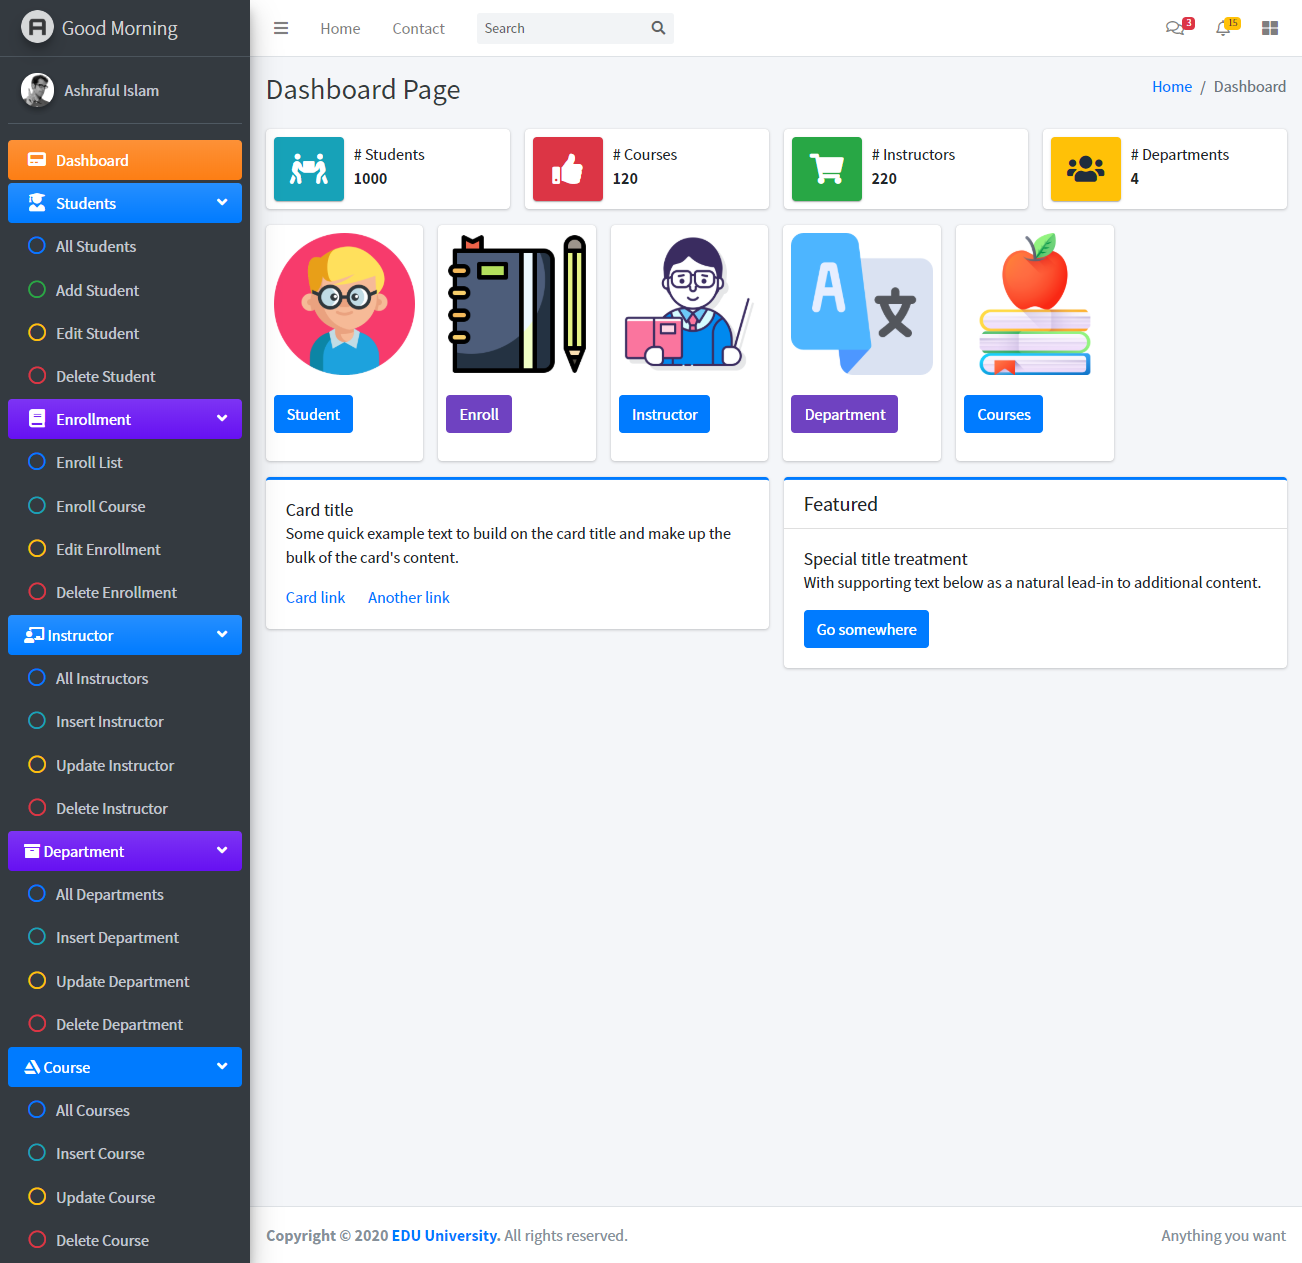 Good Morning
Ashraful Islam
Dashboard
Students
All Students
Add Student
Edit Student
Delete Student
Enrollment
Enroll List
Enroll Course
Edit Enrollment
Delete Enrollment
Instructor
All Instructors
Insert Instructor
Update Instructor
Delete Instructor
Department
All Departments
Insert Department
Update Department
Delete Department
Course
All Courses
Insert Course
Update Course
Delete Course
Home Contact Search 3 15
Dashboard Page
Home / Dashboard
# Students
1000
# Courses
120
# Instructors
220
# Departments
4
A 文
Student
Enroll
Instructor
Department
Courses
Card title
Some quick example text to build on the card title and make up the
bulk of the card's content.
Card link Another link
Featured
Special title treatment
With supporting text below as a natural lead-in to additional content.
Go somewhere
Copyright © 2020 EDU University. All rights reserved.
Anything you want